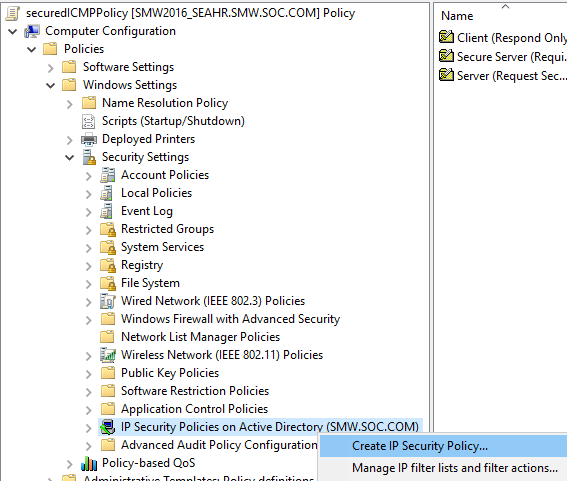 securedICMPPolicy [SMW2016_SEAHR.SMW.SOC.COM] Policy
Computer Configuration
Policies
Software Settings
Windows Settings
Name Resolution Policy
Scripts (Startup/Shutdown)
Deployed Printers
Security Settings
Account Policies
Local Policies
Event Log
Restricted Groups
System Services
Registry
File System
Wired Network (IEEE 802.3) Policies
Windows Firewall with Advanced Security
Network List Manager Policies
Wireless Network (IEEE 802.11) Policies
Public Key Policies
Software Restriction Policies
Application Control Policies
IP Security Policies on Active Directory (SMW.SOC.COM)
Advanced Audit Policy Configuration
Policy-based QoS
Administrative Templates: Policy definitions
Name
Client (Respond Only
Secure Server (Requi...
Server (Request Sec...
Create IP Security Policy...
Manage IP filter lists and filter actions...